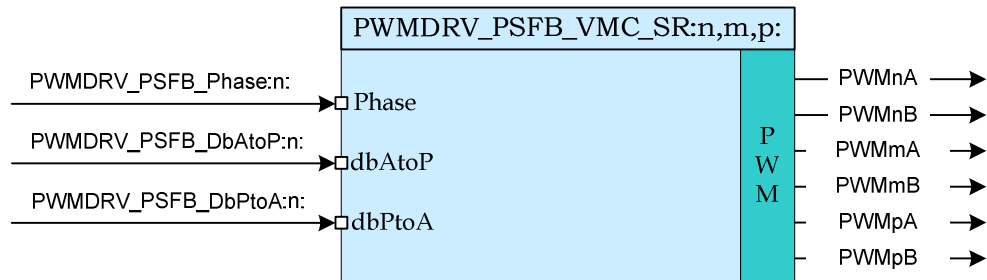 PWMDRV_PSFB_VMC_SR:n,m,p:
PWMDRV_PSFB_Phase:n:
Phase
PWMDRV_PSFB_DbAtoP:n:
dbAtoP
PWMDRV_PSFB_DbPtoA:n:
dbPtoA
P
W
M
PWMnA
PWMnB
PWMmA
PWMmB
PWMpA
PWMpB